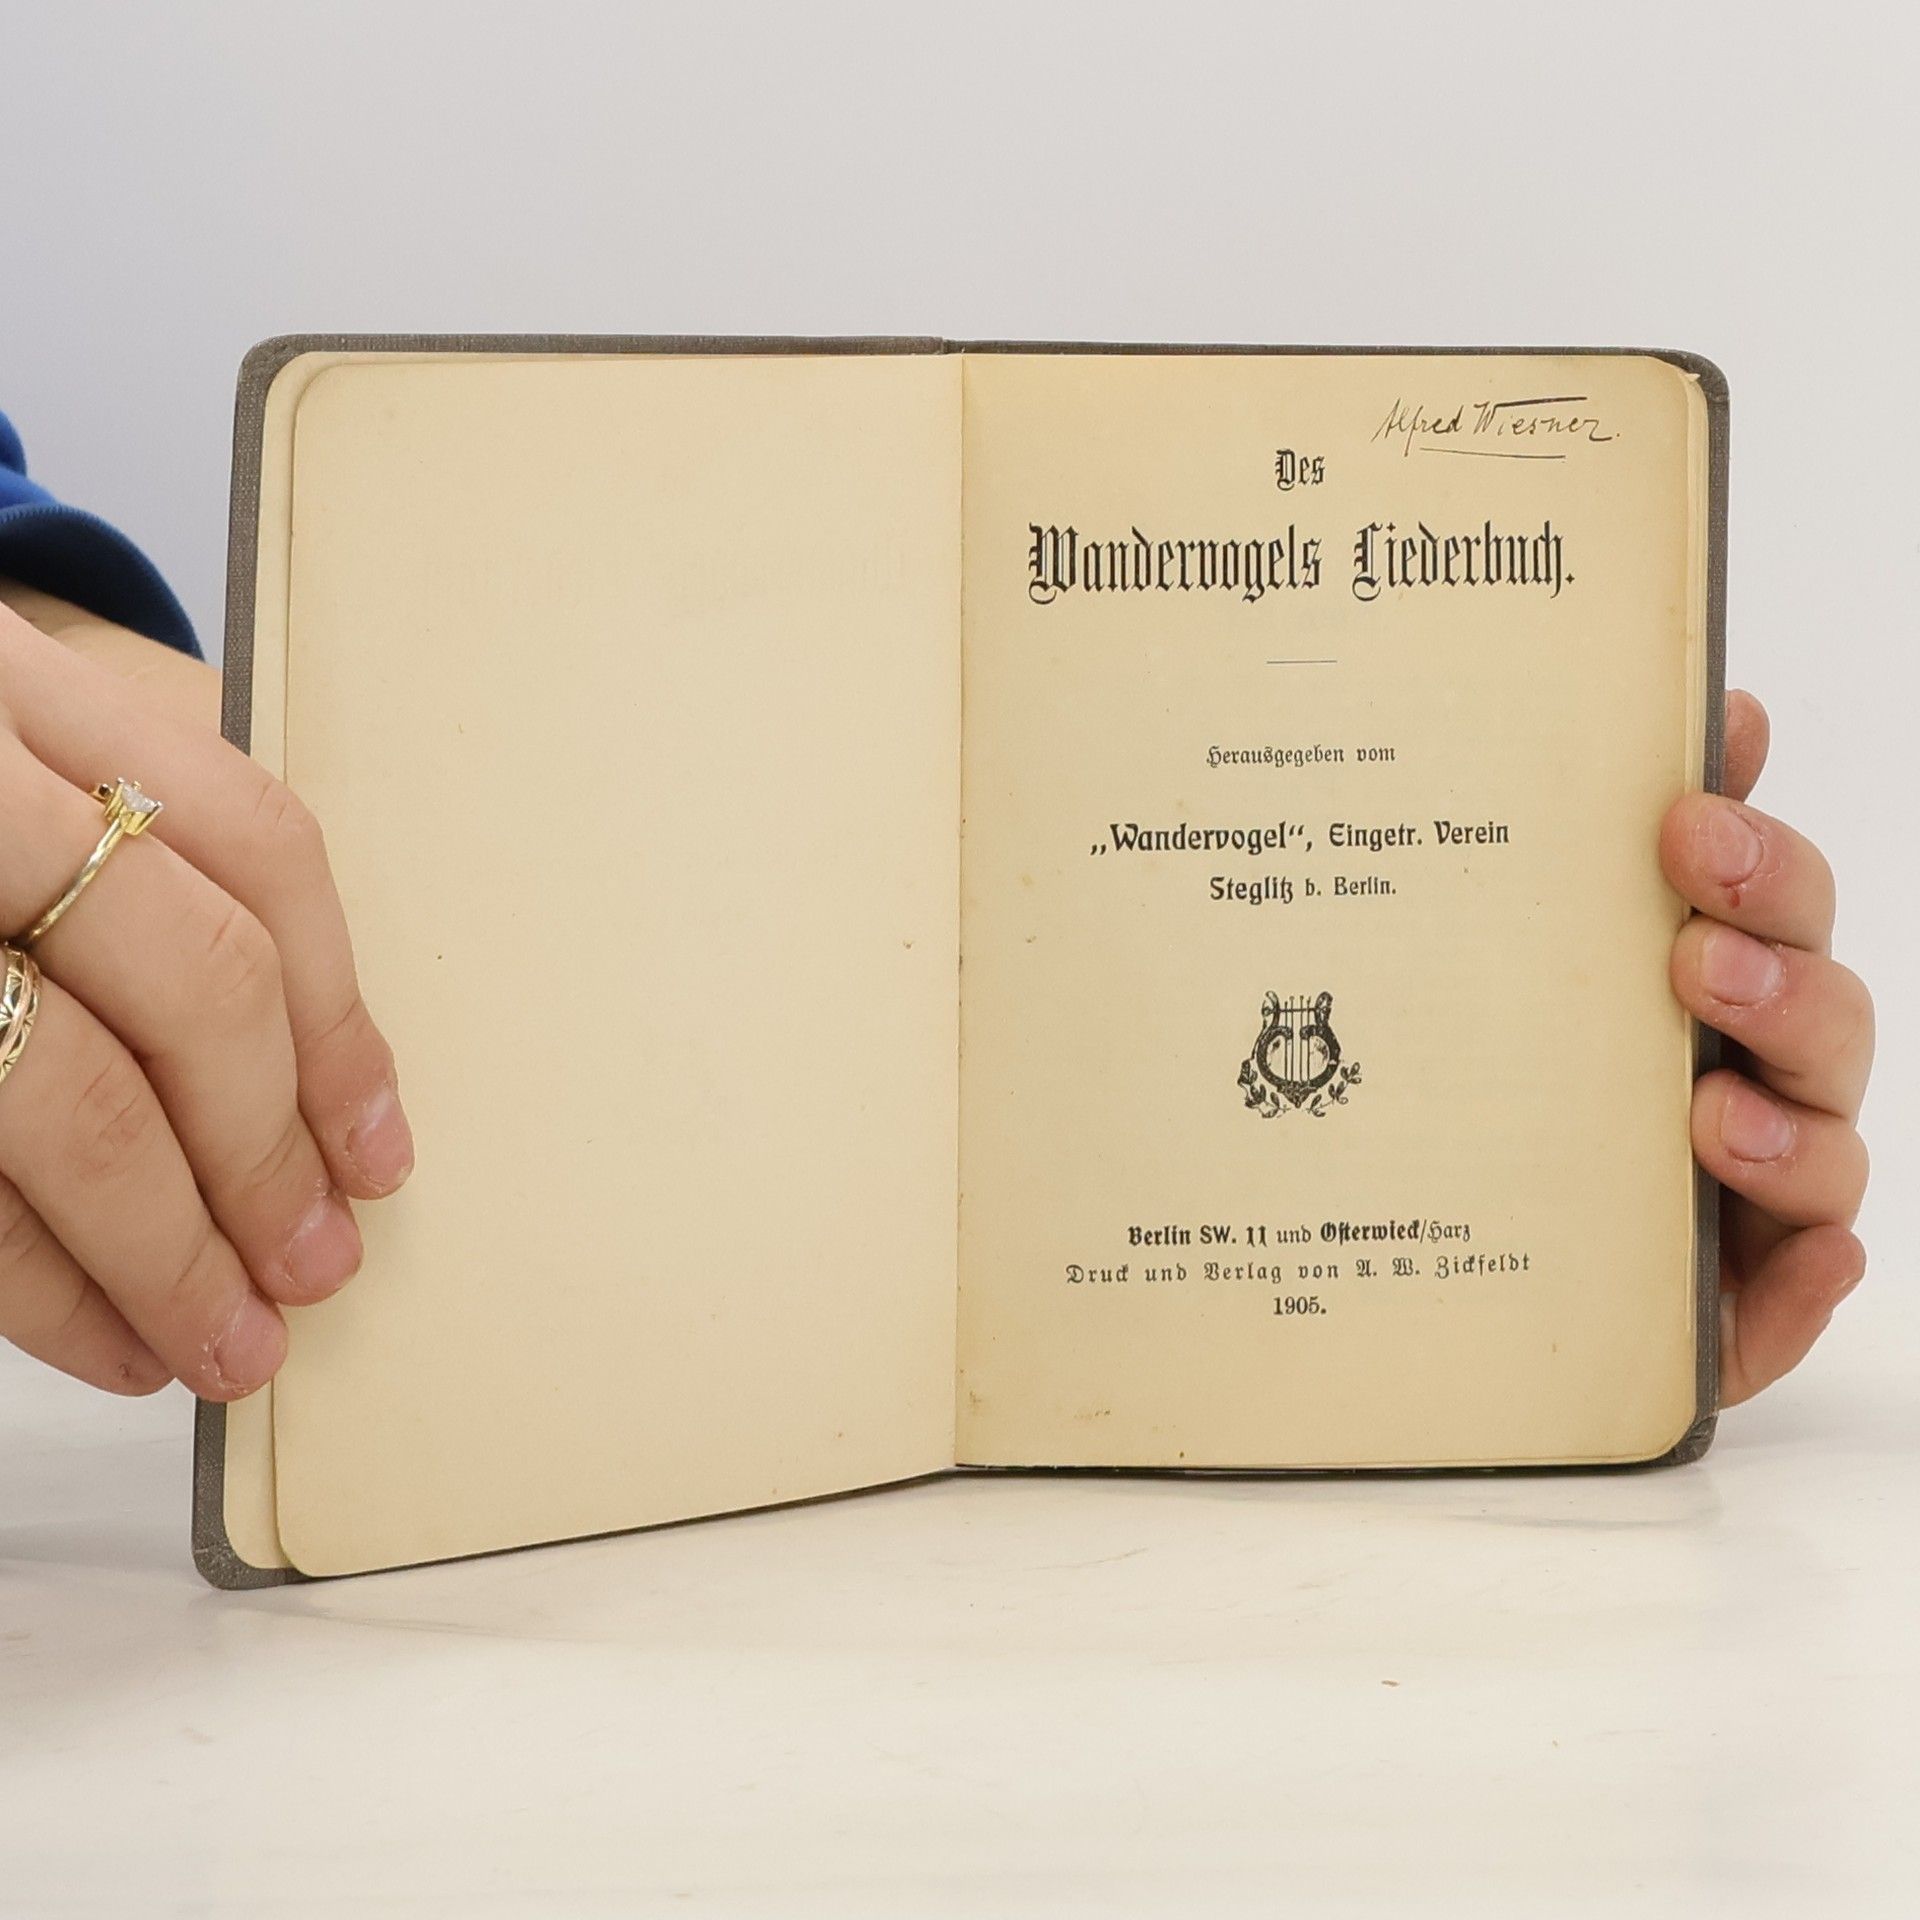 Alfred Wiesner.
Des
Wandervogels Liederbuch.
Herausgegeben vom
„Wandervogel“, Eingetr. Verein
Steglitz b. Berlin.
Berlin SW. 11 und Osterwieck/Harz
Druck und Verlag von A. W. Zickfeldt
1905.